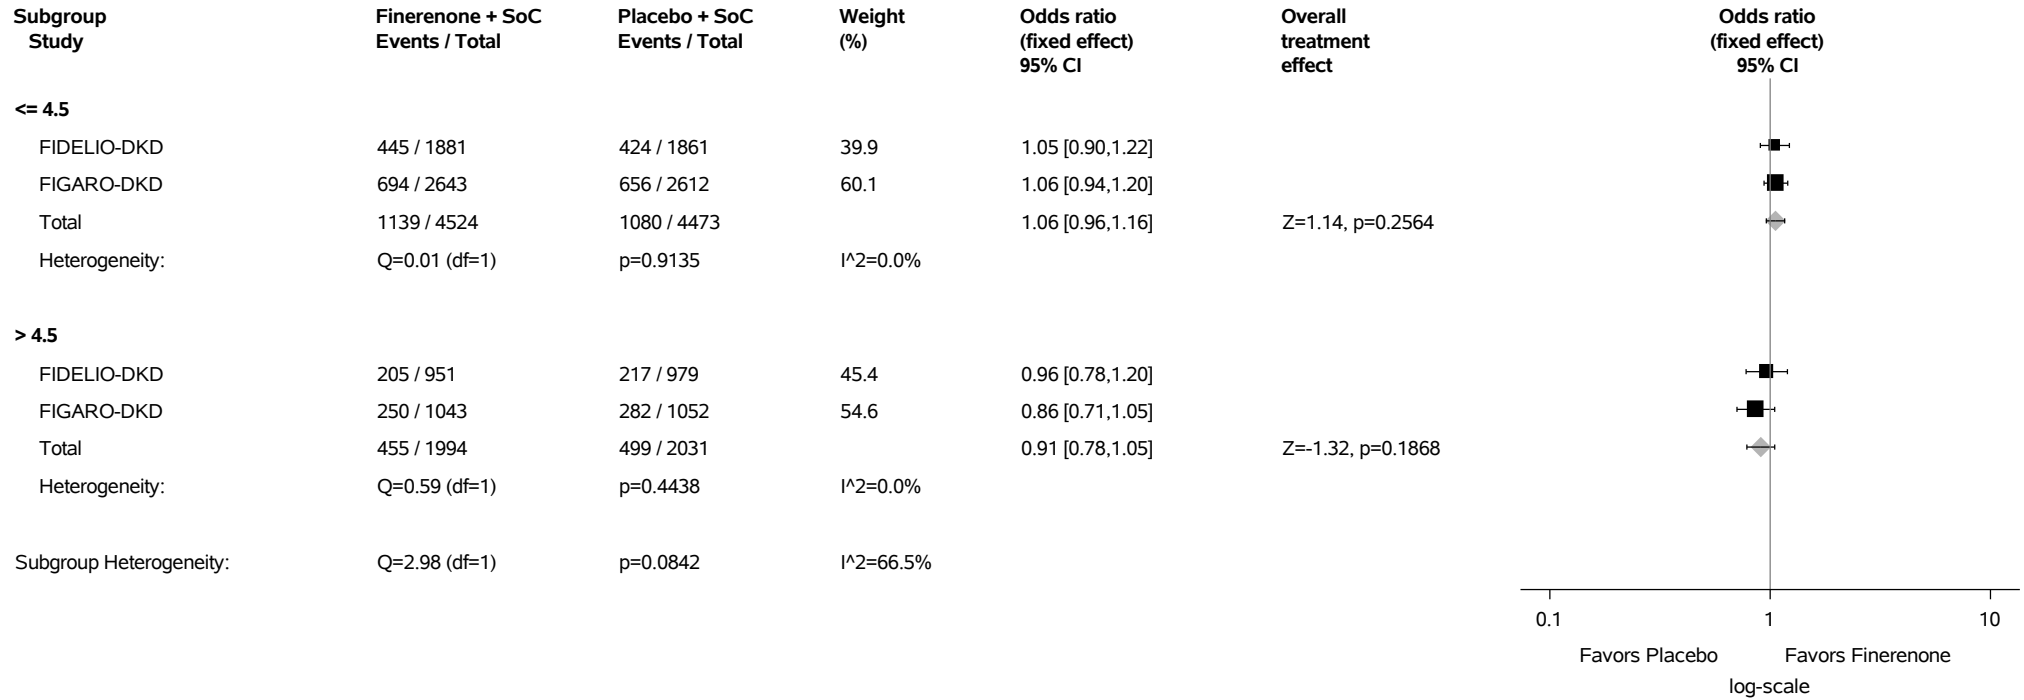 Subgroup Finerenone + SoC Placebo + SoC Weight Odds ratio Overall Odds ratio
Study Events / Total Events / Total (%) (fixed effect) treatment (fixed effect)
95% CI effect 95% CI
<= 4.5
FIDELIO-DKD 445 / 1881 424 / 1861 39.9 1.05 [0.90,1.22]
FIGARO-DKD 694 / 2643 656 / 2612 60.1 1.06 [0.94,1.20]
Total 1139 / 4524 1080 / 4473 1.06 [0.96,1.16] Z=1.14, p=0.2564
Heterogeneity: Q=0.01 (df=1) p=0.9135 I^2=0.0%
> 4.5
FIDELIO-DKD 205 / 951 217 / 979 45.4 0.96 [0.78,1.20]
FIGARO-DKD 250 / 1043 282 / 1052 54.6 0.86 [0.71,1.05]
Total 455 / 1994 499 / 2031 0.91 [0.78,1.05] Z=-1.32, p=0.1868
Heterogeneity: Q=0.59 (df=1) p=0.4438 I^2=0.0%
Subgroup Heterogeneity: Q=2.98 (df=1) p=0.0842 I^2=66.5%
0.1 1 10
Favors Placebo Favors Finerenone
log-scale